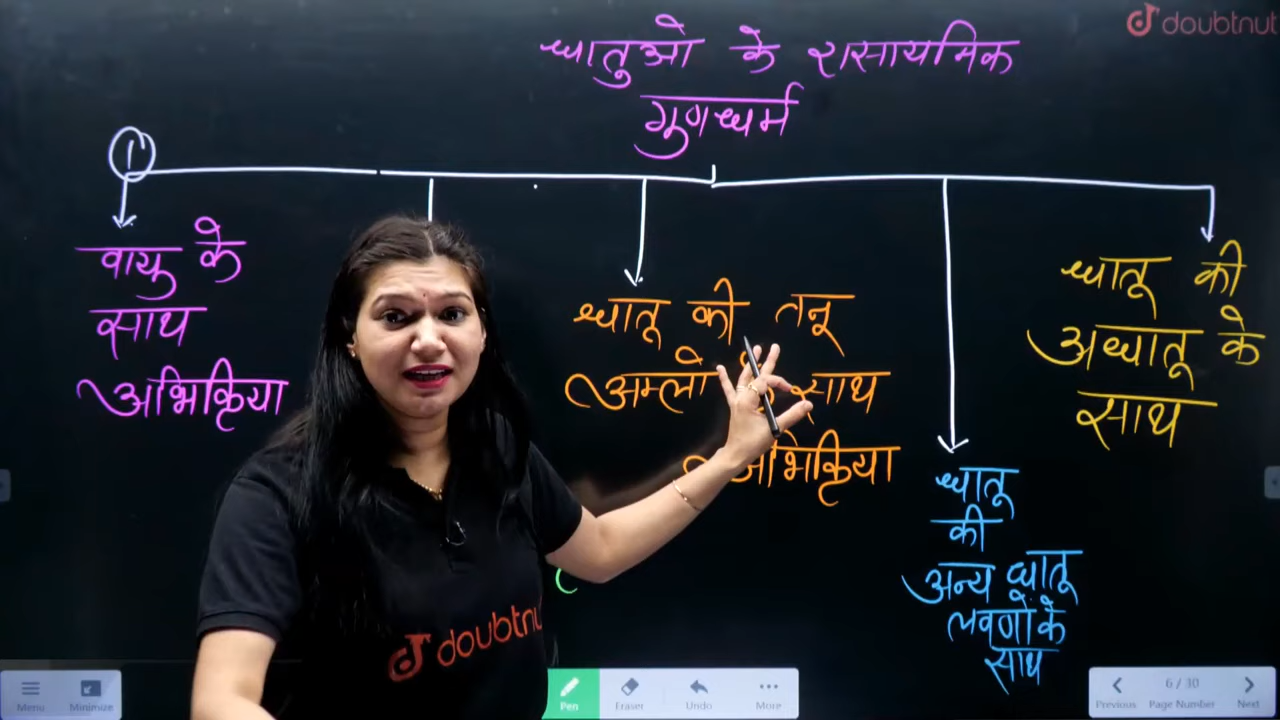 doubtnut
धातुओ के रासायनिक
गुणधर्म
1
वायु के
साथ
अभिक्रिया
धातू की तनू
अम्लो के साथ
अभिक्रिया
धातू
की
अन्य धातू
लवणों के
साथ
धातू की
अधातू के
साथ
doubtnut
Menu
Minimize
Pen
Eraser
Undo
More
Previous
6 / 30
Page Number
Next